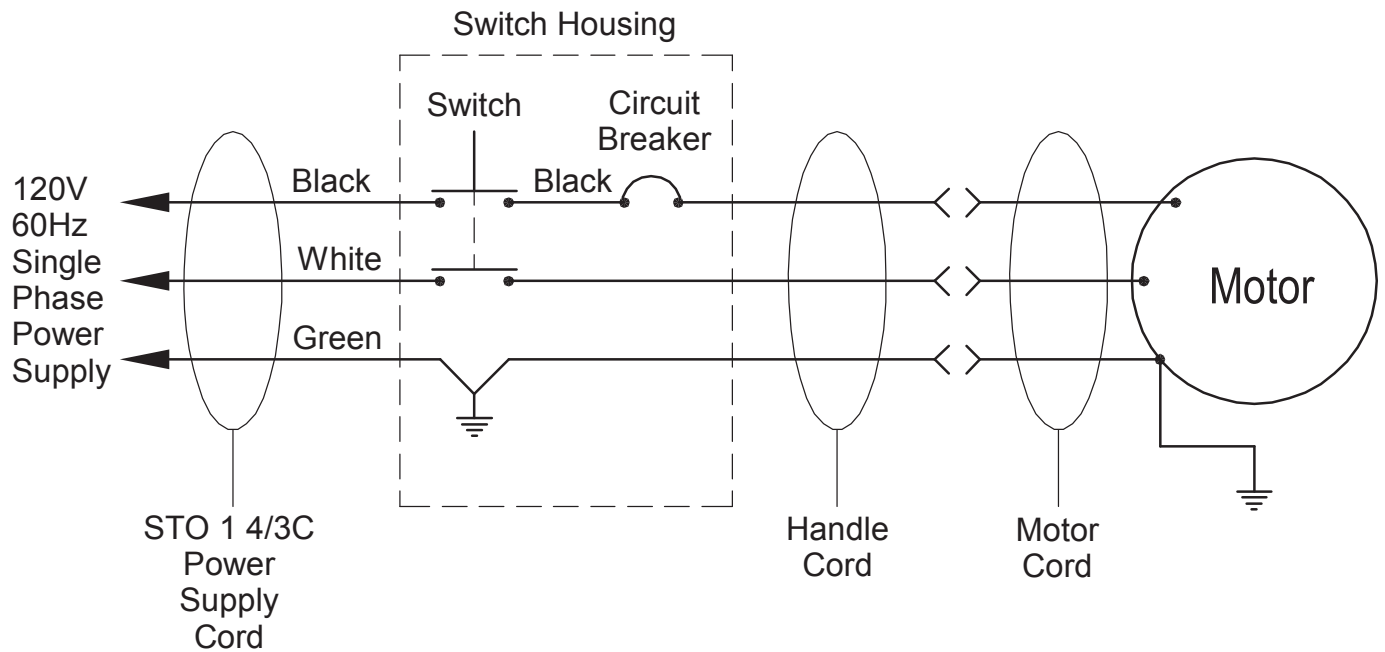 Switch Housing
Switch
Circuit
Breaker
120V
60Hz
Single
Phase
Power
Supply
Black
Black
White
Green
Motor
STO 1 4/3C
Power
Supply
Cord
Handle
Cord
Motor
Cord